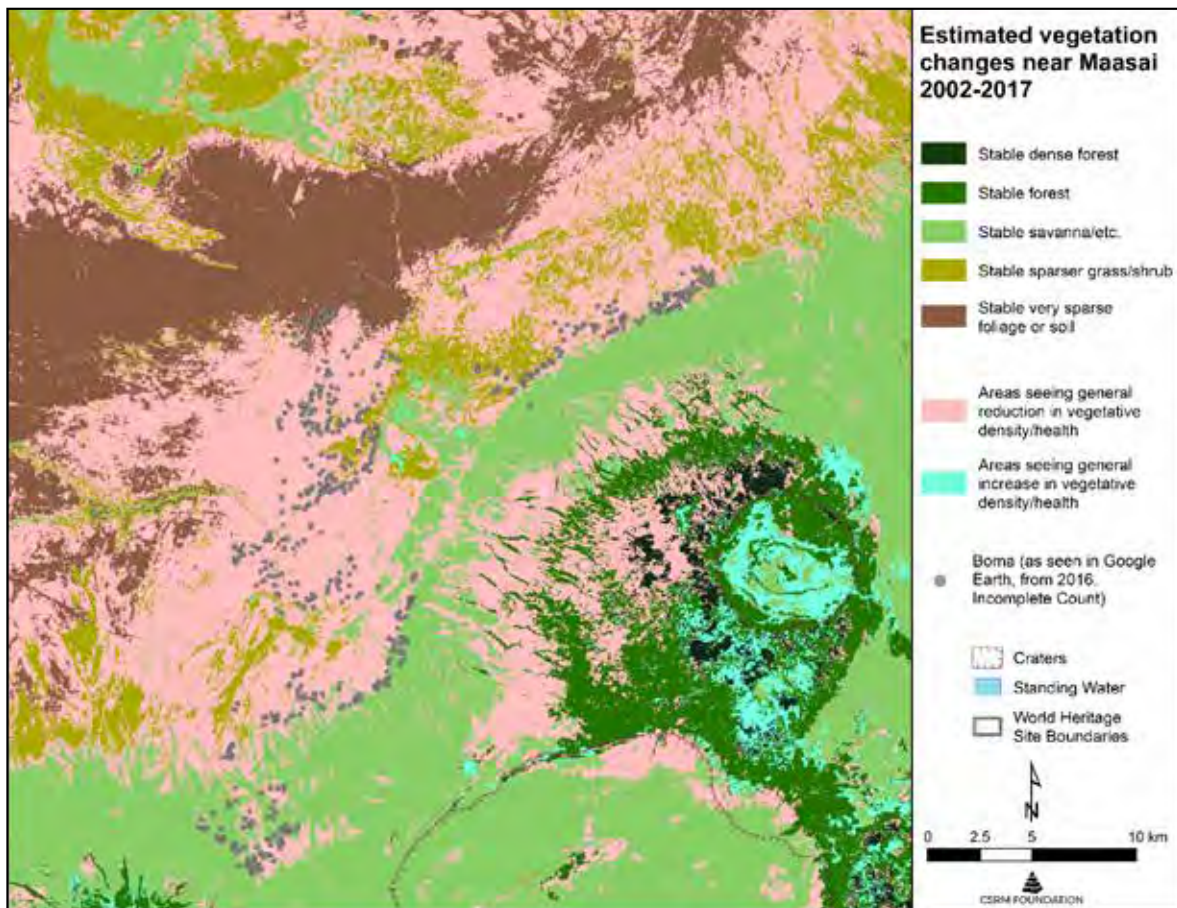 Estimated vegetation
changes near Maasai
2002-2017
Stable dense forest
Stable forest
Stable savanna/etc.
Stable sparser grass/shrub
Stable very sparse
foliage or soil
Areas seeing general
reduction in vegetative
density/health
Areas seeing general
increase in vegetative
density/health
Boma (as seen in Google
Earth, from 2016.
Incomplete Count)
Craters
Standing Water
World Heritage
Site Boundaries
N
0 2.5 5 10 km
CSRM FOUNDATION